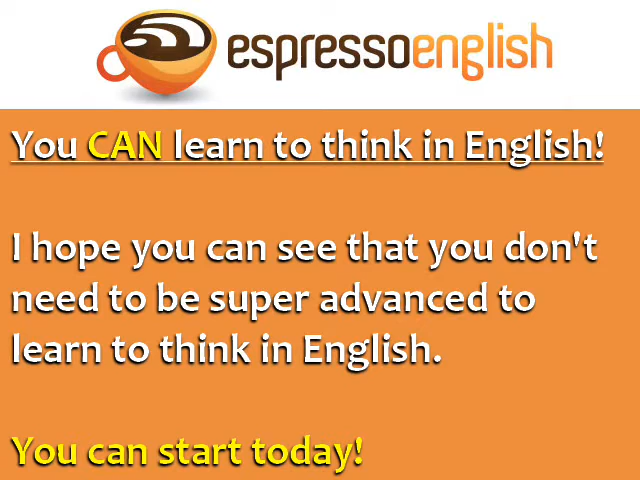 espressoenglish
You CAN learn to think in English!
I hope you can see that you don't
need to be super advanced to
learn to think in English.
You can start today!